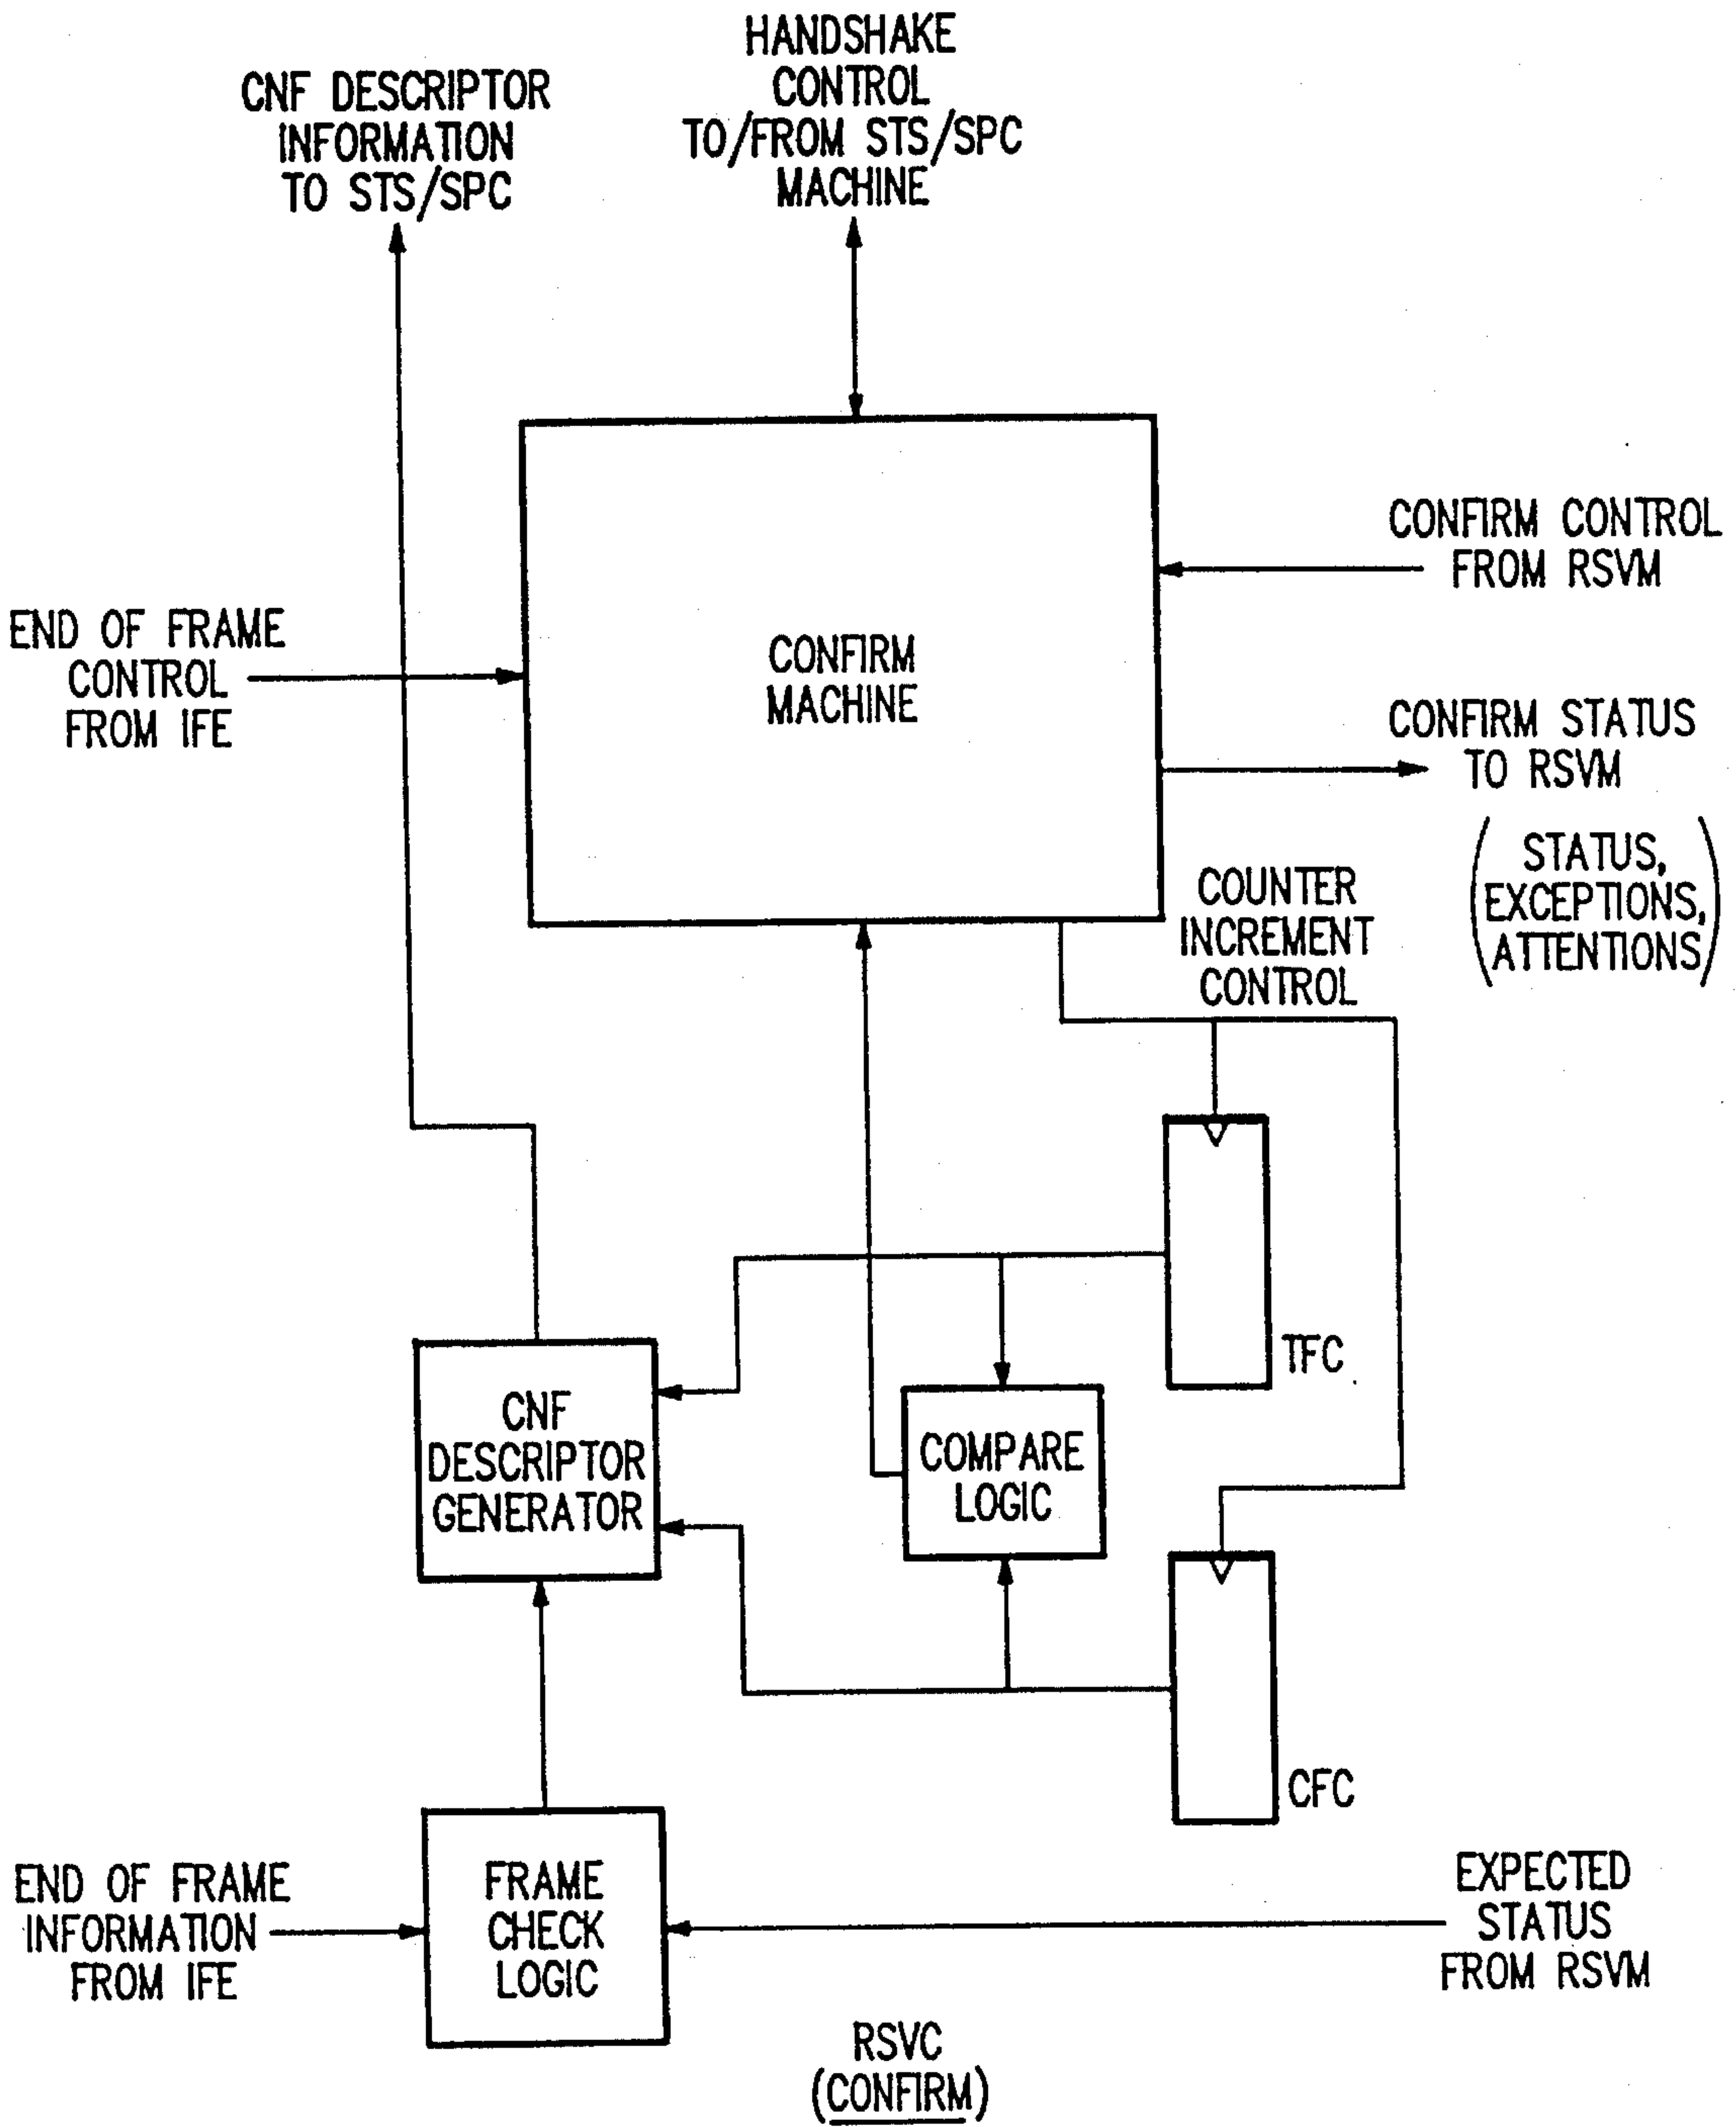 HANDSHAKE
CONTROL
TO/FROM STS/SPC
MACHINE
CNF DESCRIPTOR
INFORMATION
TO STS/SPC
CONFIRM CONTROL
FROM RSVM
END OF FRAME
CONTROL
FROM IFE
CONFIRM
MACHINE
CONFIRM STATUS
TO RSVM
(STATUS,
EXCEPTIONS,
ATTENTIONS)
COUNTER
INCREMENT
CONTROL
TFC
CNF
DESCRIPTOR
GENERATOR
COMPARE
LOGIC
CFC
END OF FRAME
INFORMATION
FROM IFE
FRAME
CHECK
LOGIC
EXPECTED
STATUS
FROM RSVM
RSVC
(CONFIRM)